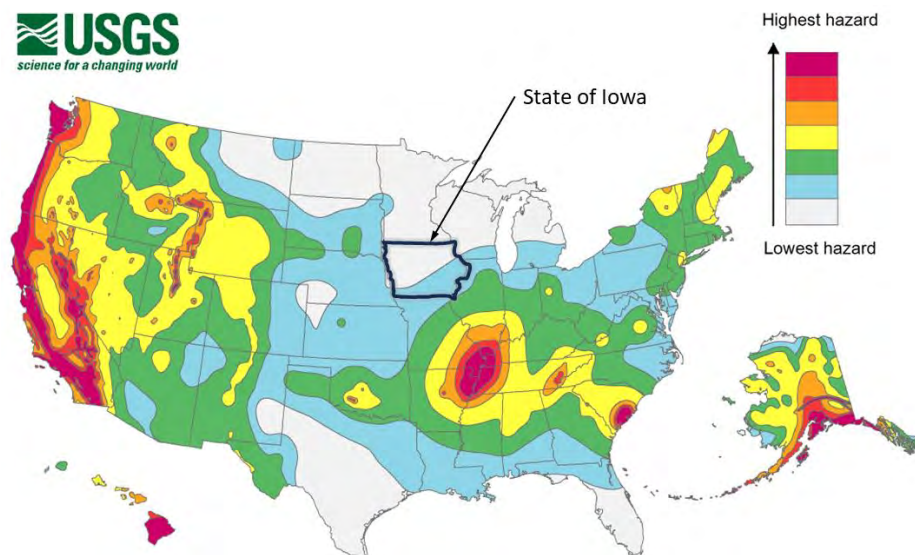 USGS
science for a changing world
Highest hazard
State of Iowa
Lowest hazard